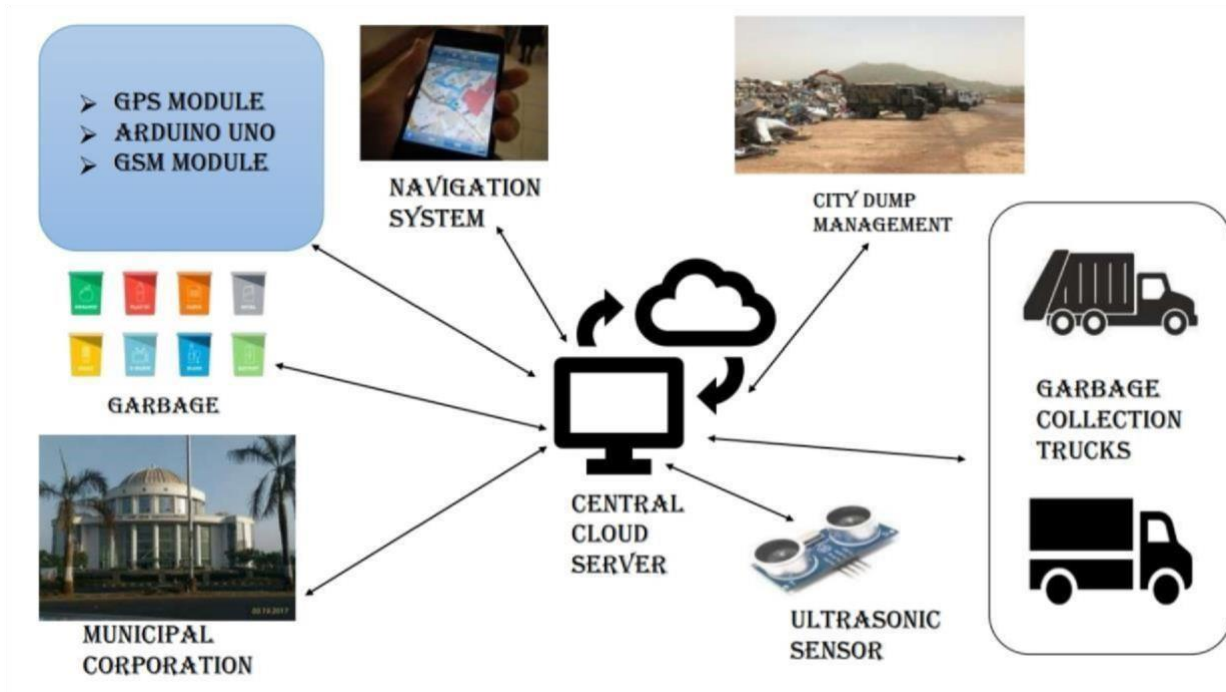 GPS MODULE
ARDUINO UNO
GSM MODULE
NAVIGATION
SYSTEM
CITY DUMP
MANAGEMENT
GARBAGE
GARBAGE
COLLECTION
TRUCKS
CENTRAL
CLOUD
SERVER
MUNICIPAL
CORPORATION
ULTRASONIC
SENSOR